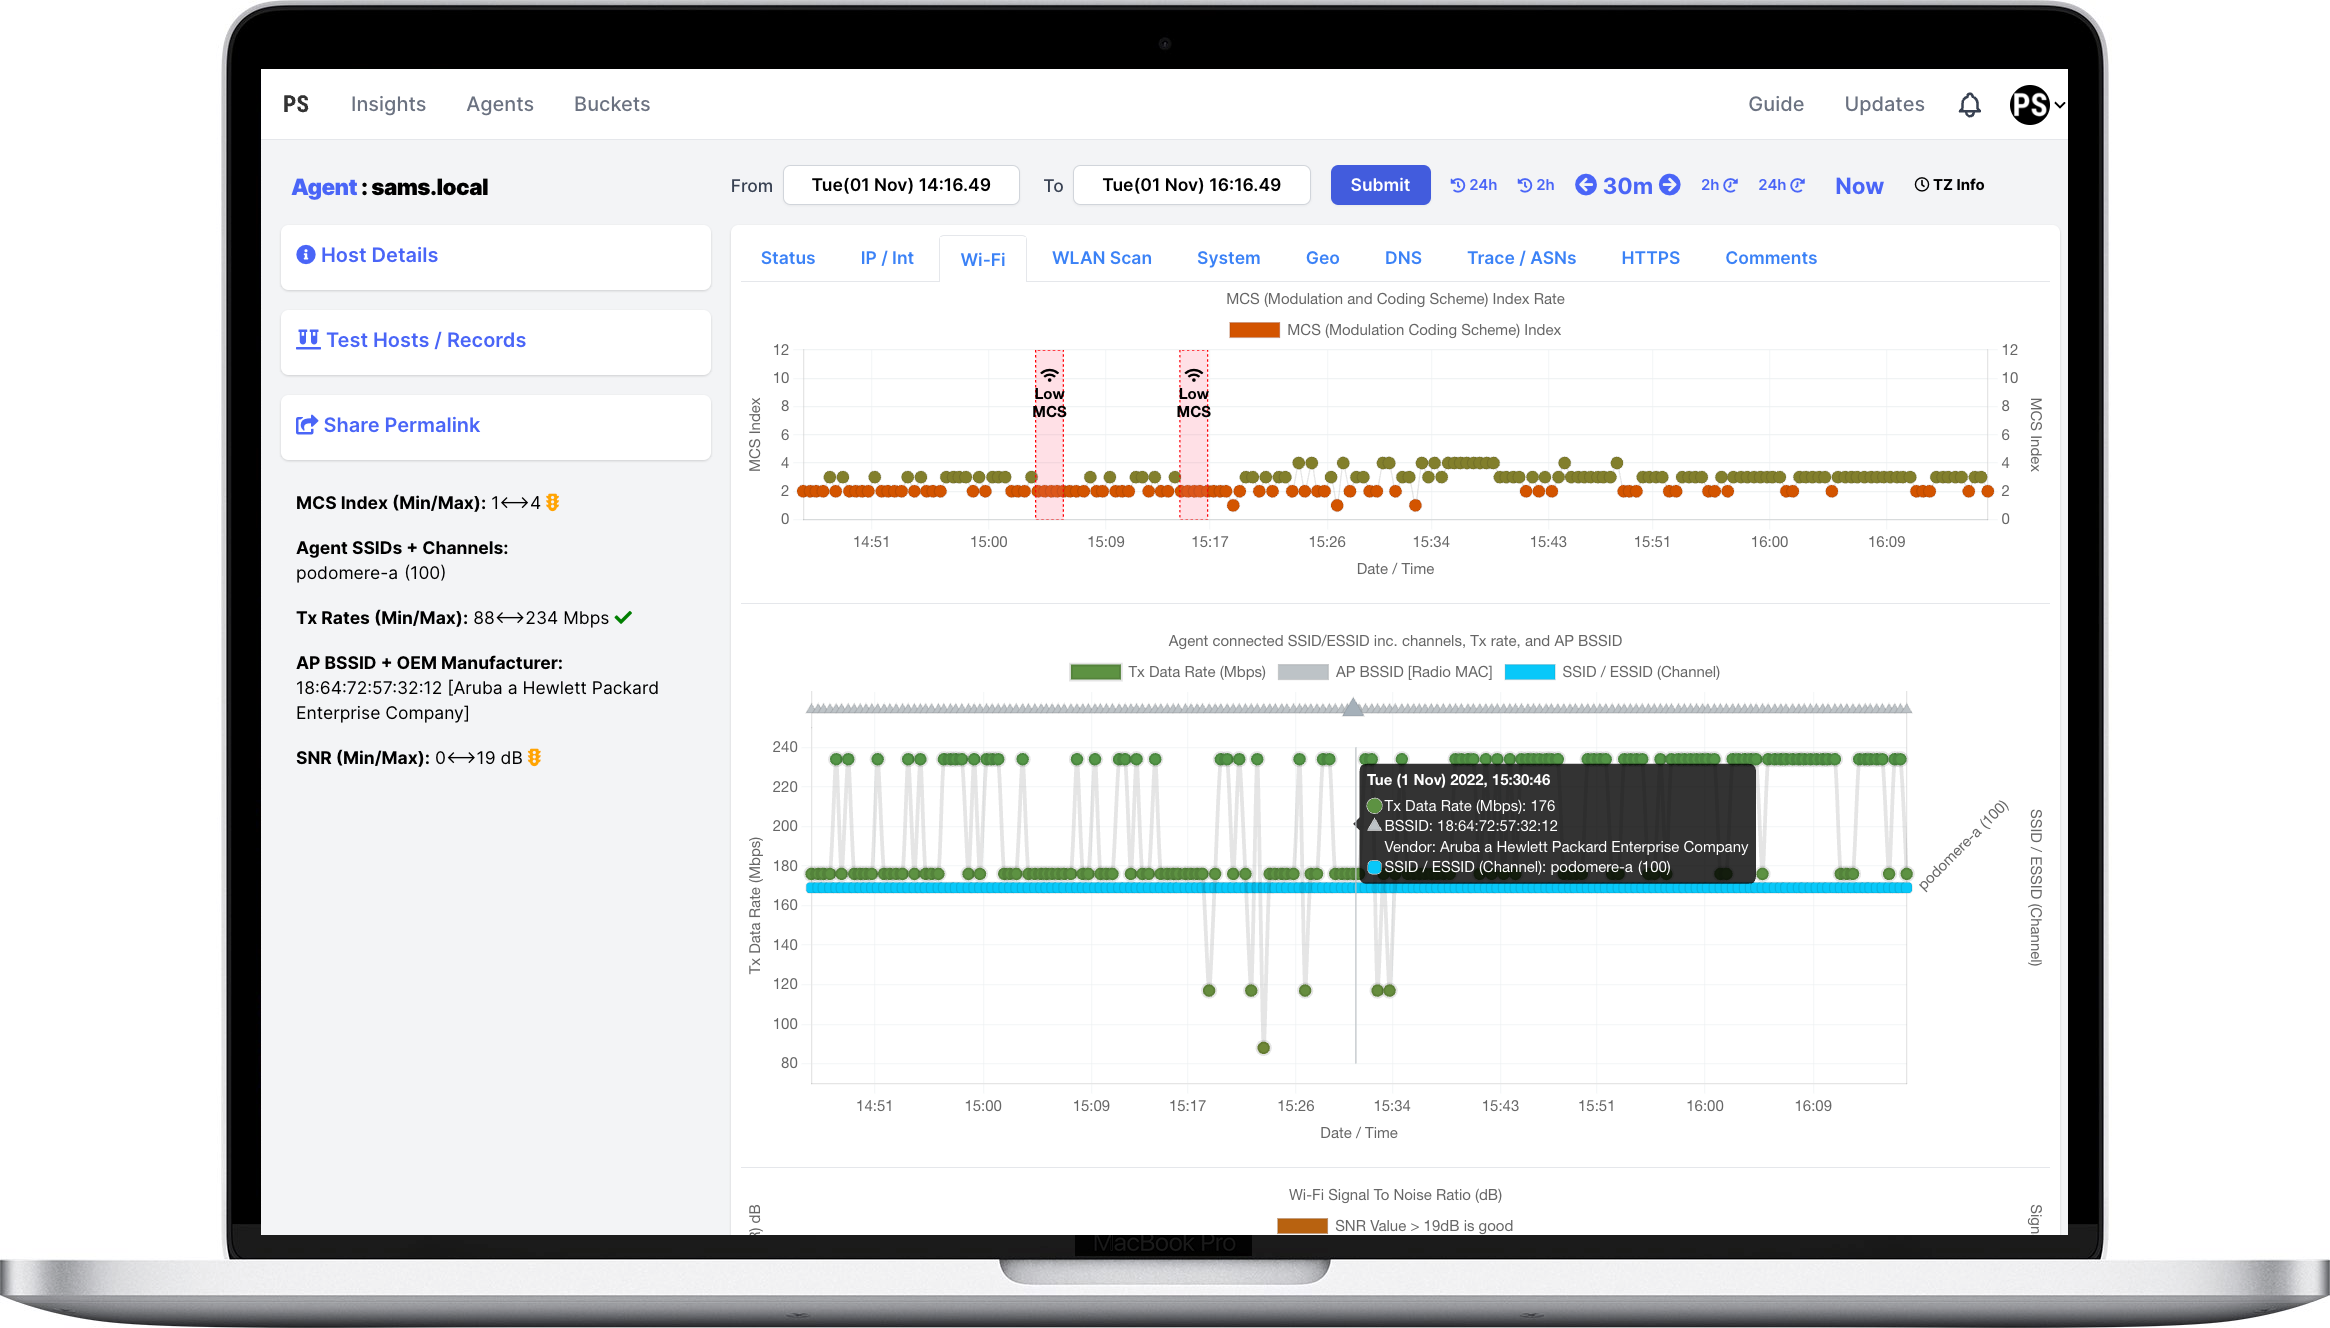 PS Insights Agents Buckets Guide Updates PS
Agent : sams.local
From Tue(01 Nov) 14:16.49 To Tue(01 Nov) 16:16.49 Submit 24h 2h 30m 2h 24h Now TZ Info
Host Details
Test Hosts / Records
Share Permalink
MCS Index (Min/Max): 1⟷4
Agent SSIDs + Channels:
podomere-a (100)
Tx Rates (Min/Max): 88⟷234 Mbps
AP BSSID + OEM Manufacturer:
18:64:72:57:32:12 [Aruba a Hewlett Packard
Enterprise Company]
SNR (Min/Max): 0⟷19 dB
Status IP / Int Wi-Fi WLAN Scan System Geo DNS Trace / ASNs HTTPS Comments
MCS (Modulation and Coding Scheme) Index Rate
MCS (Modulation Coding Scheme) Index
MCS Index
12
10
8
6
4
2
0
Low
MCS
Low
MCS
12
10
8
6
4
2
0
MCS Index
14:51 15:00 15:09 15:17 15:26 15:34 15:43 15:51 16:00 16:09
Date / Time
Agent connected SSID/ESSID inc. channels, Tx rate, and AP BSSID
Tx Data Rate (Mbps) AP BSSID [Radio MAC] SSID / ESSID (Channel)
Tx Data Rate (Mbps)
240
220
200
180
160
140
120
100
80
Tue (1 Nov) 2022, 15:30:46
Tx Data Rate (Mbps): 176
BSSID: 18:64:72:57:32:12
Vendor: Aruba a Hewlett Packard Enterprise Company
SSID / ESSID (Channel): podomere-a (100)
podomere-a (100)
SSID / ESSID (Channel)
14:51 15:00 15:09 15:17 15:26 15:34 15:43 15:51 16:00 16:09
Date / Time
Wi-Fi Signal To Noise Ratio (dB)
SNR Value > 19dB is good
R) dB
Sign
MacBook Pro